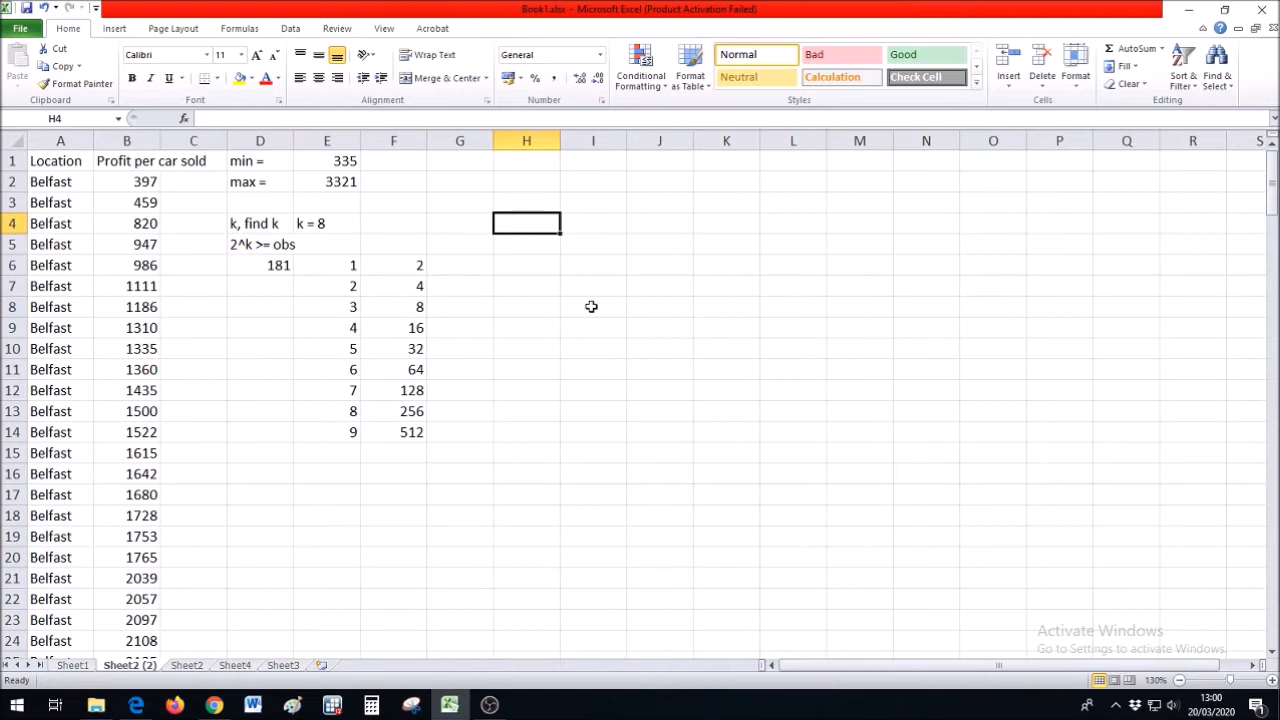 Book1.xlsx - Microsoft Excel (Product Activation Failed)
File Home Insert Page Layout Formulas Data Review View Acrobat
Cut
Copy
Format Painter
Paste
Clipboard
Calibri 11
B I U
Font
Wrap Text
Merge & Center
Alignment
General
%
Number
Conditional Formatting
Format as Table
Normal Bad Good
Neutral Calculation Check Cell
Styles
Insert Delete Format
Cells
AutoSum
Fill
Clear
Sort & Filter
Find & Select
Editing
H4 fx
A B C D E F G H I J K L M N O P Q R S
1 Location Profit per car sold min = 335
2 Belfast 397 max = 3321
3 Belfast 459
4 Belfast 820 k, find k k = 8
5 Belfast 947 2^k >= obs
6 Belfast 986 181 1 2
7 Belfast 1111 2 4
8 Belfast 1186 3 8
9 Belfast 1310 4 16
10 Belfast 1335 5 32
11 Belfast 1360 6 64
12 Belfast 1435 7 128
13 Belfast 1500 8 256
14 Belfast 1522 9 512
15 Belfast 1615
16 Belfast 1642
17 Belfast 1680
18 Belfast 1728
19 Belfast 1753
20 Belfast 1765
21 Belfast 2039
22 Belfast 2057
23 Belfast 2097
24 Belfast 2108
Activate Windows
Go to Settings to activate Windows.
Sheet1 Sheet2 (2) Sheet2 Sheet4 Sheet3
Ready 130%
13:00
20/03/2020